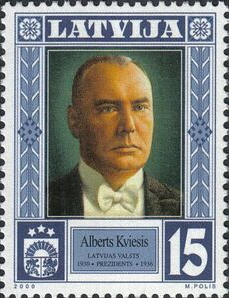 LATVIJA
Alberts Kviesis
LATVIJAS VALSTS
1930 • PREZIDENTS • 1936
15
2000
M.POLIS